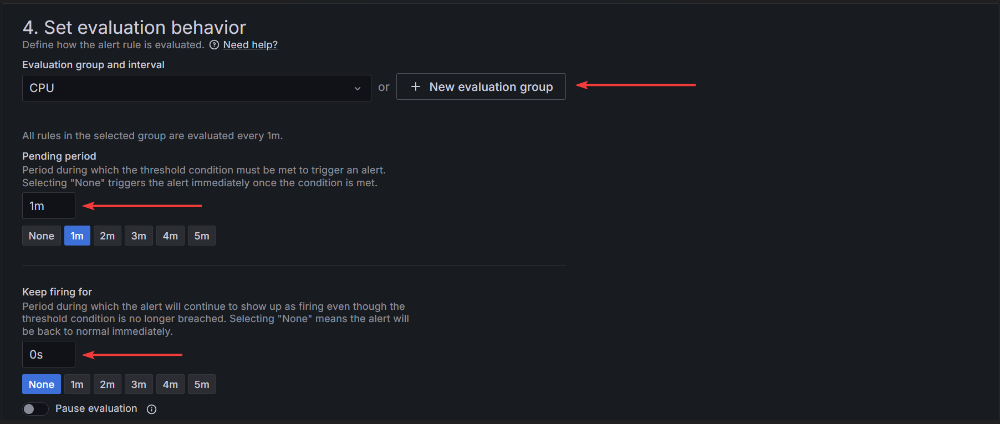 4. Set evaluation behavior
Define how the alert rule is evaluated. Need help?
Evaluation group and interval
CPU or + New evaluation group
All rules in the selected group are evaluated every 1m.
Pending period
Period during which the threshold condition must be met to trigger an alert.
Selecting "None" triggers the alert immediately once the condition is met.
1m
None 1m 2m 3m 4m 5m
Keep firing for
Period during which the alert will continue to show up as firing even though the
threshold condition is no longer breached. Selecting "None" means the alert will
be back to normal immediately.
0s
None 1m 2m 3m 4m 5m
Pause evaluation